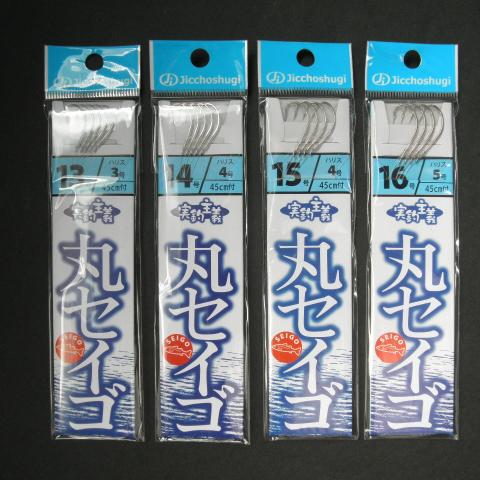 Jicchoshugi
13号
ハリス
3号
45cm付
実釣主義
丸セイゴ
SEIGO
Jicchoshugi
14号
ハリス
4号
45cm付
実釣主義
丸セイゴ
SEIGO
Jicchoshugi
15号
ハリス
4号
45cm付
実釣主義
丸セイゴ
SEIGO
Jicchoshugi
16号
ハリス
5号
45cm付
実釣主義
丸セイゴ
SEIGO